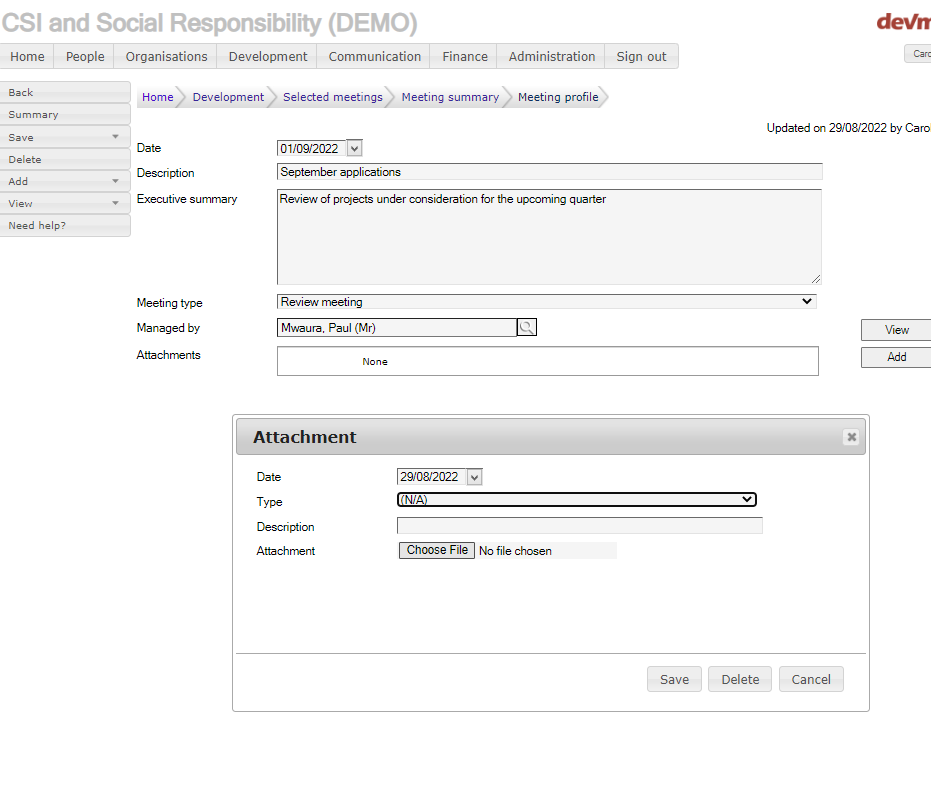 CSI and Social Responsibility (DEMO)
Home People Organisations Development Communication Finance Administration Sign out
Back
Summary
Save
Delete
Add
View
Need help?
Home Development Selected meetings Meeting summary Meeting profile
Updated on 29/08/2022 by
Date 01/09/2022
Description September applications
Executive summary Review of projects under consideration for the upcoming quarter
Meeting type Review meeting
Managed by Mwaura, Paul (Mr) View
Attachments None Add
Attachment
Date 29/08/2022
Type (N/A)
Description
Attachment Choose File No file chosen
Save Delete Cancel